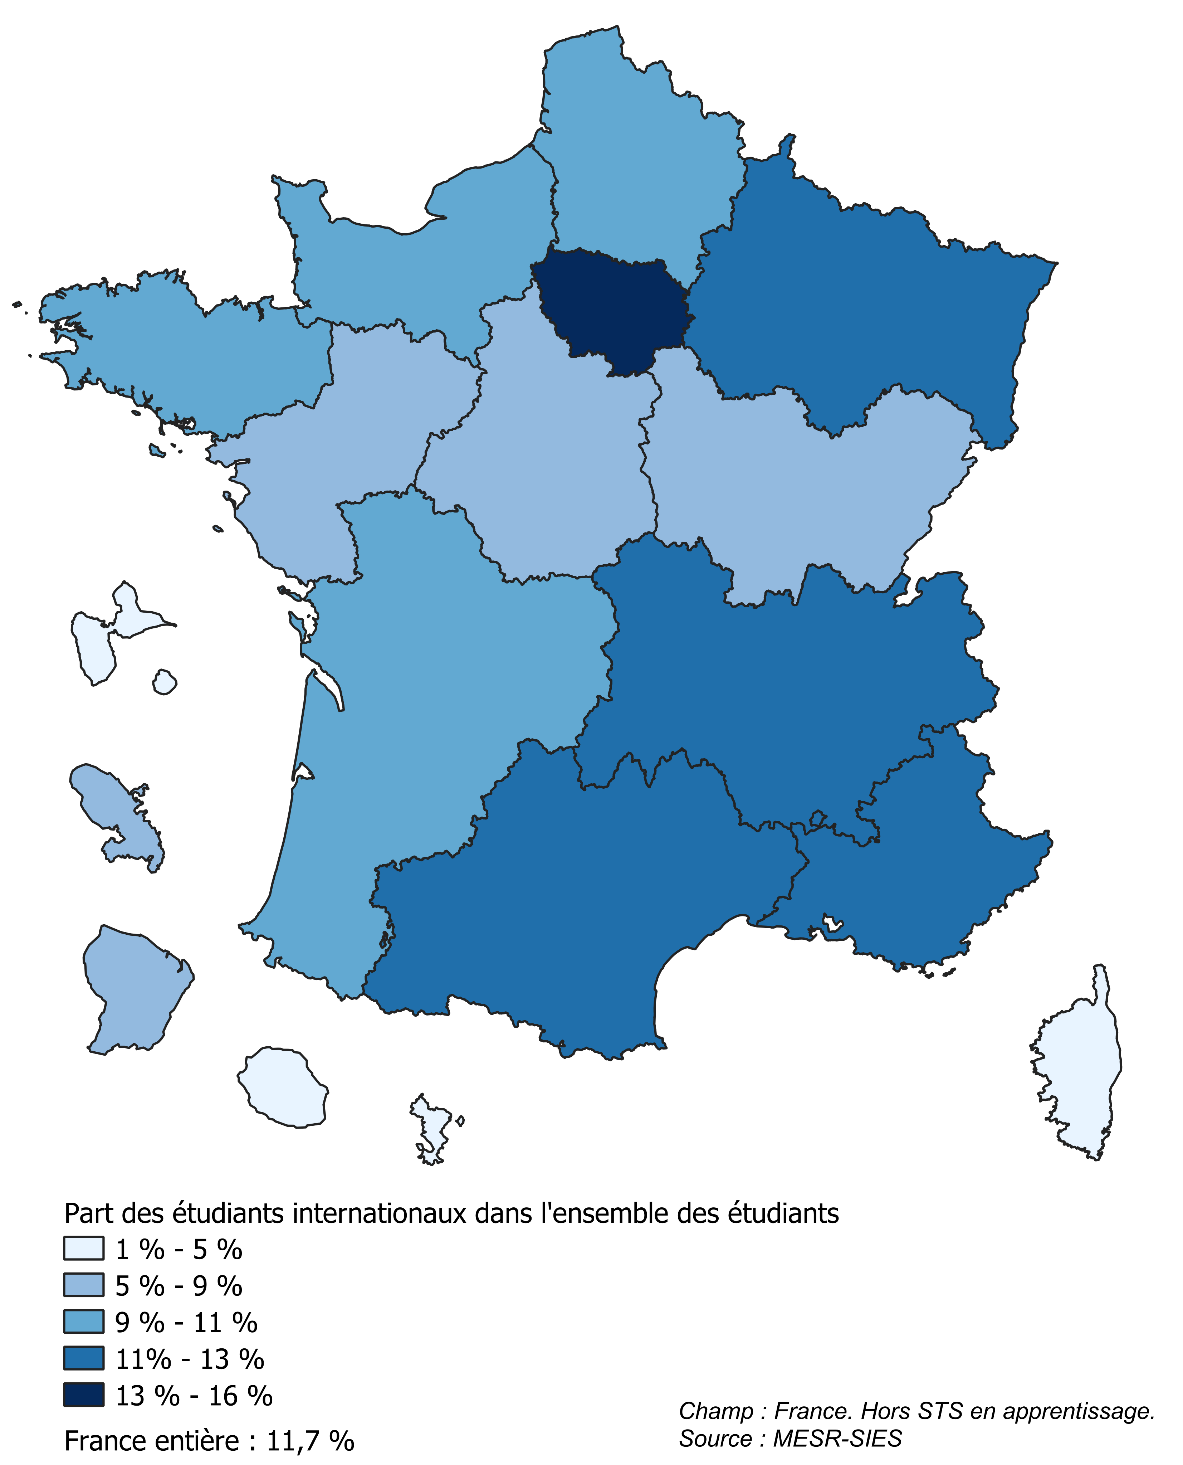 Part des étudiants internationaux dans l'ensemble des étudiants
1 % - 5 %
5 % - 9 %
9 % - 11 %
11% - 13 %
13 % - 16 %
France entière : 11,7 %
Champ : France. Hors STS en apprentissage.
Source : MESR-SIES